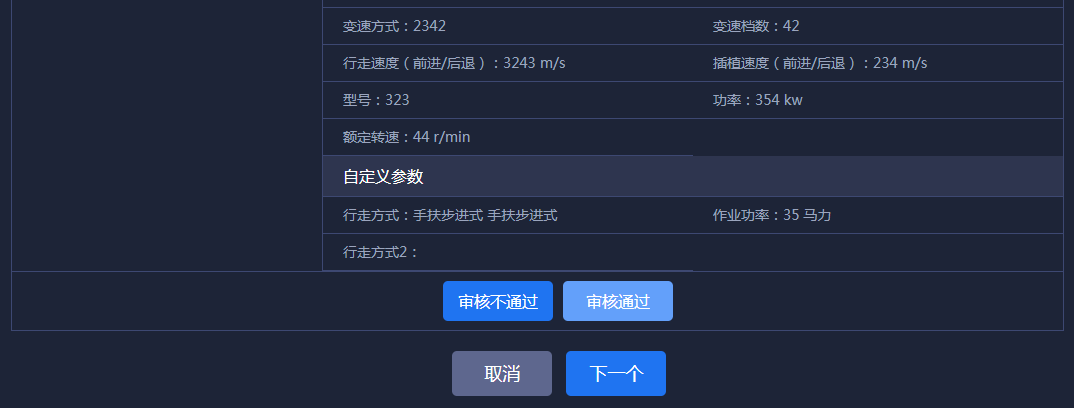 变速方式：2342 变速档数：42
行走速度（前进/后退）：3243 m/s 插植速度（前进/后退）：234 m/s
型号：323 功率：354 kw
额定转速：44 r/min
自定义参数
行走方式：手扶步进式 手扶步进式 作业功率：35 马力
行走方式2：
审核不通过 审核通过
取消 下一个